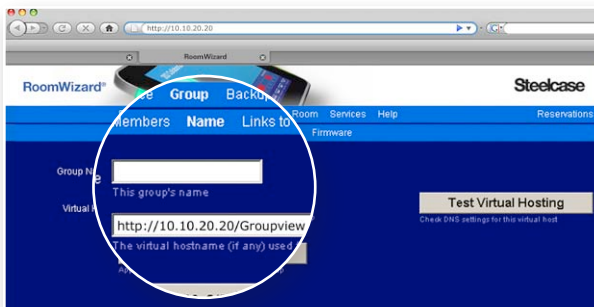 http://10.10.20.20
RoomWizard
RoomWizard® Steelcase
Group Backup
Members Name Links to Room Services Help Reservations
Firmware
Group
This group's name
Virtual
http://10.10.20.20/Groupview
The virtual hostname (if any) used
Test Virtual Hosting
Check DNS settings for this virtual host